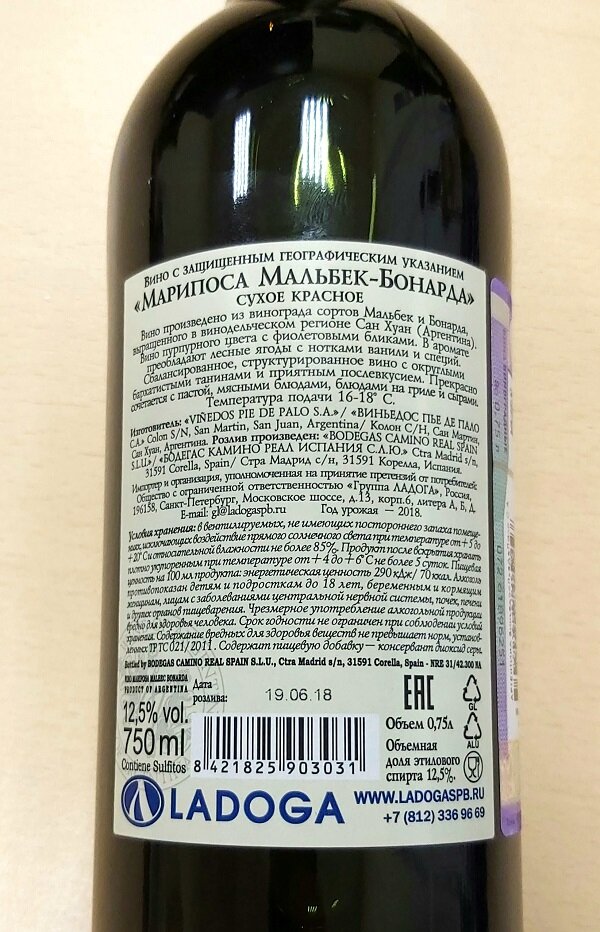 Вино с защищенным географическим указанием
«Марипоса Мальбек-Бонарда»
сухое красное
Вино произведено из винограда сортов Мальбек и Бонарда,
выращенного в винодельческом регионе Сан Хуан (Аргентина).
Вино пурпурного цвета с фиолетовыми бликами. В аромате
преобладают лесные ягоды с нотками ванили и специй.
Сбалансированное, структурированное вино с округлыми
бархатистыми танинами и приятным послевкусием. Прекрасно
сочетается с пастой, мясными блюдами, блюдами на гриле и сырами.
Температура подачи 16-18° С.
Изготовитель: «VIÑEDOS PIE DE PALO S.A.»/ «ВИНЬЕДОС ПЬЕ ДЕ ПАЛО
С.А.» Colon S/N, San Martin, San Juan, Argentina/ Колон С/Н, Сан Мартин,
Сан Хуан, Аргентина. Розлив произведен: «BODEGAS CAMINO REAL SPAIN
S.L.U»/ «БОДЕГАС КАМИНО РЕАЛ ИСПАНИЯ С.Л.Ю.» Ctra Madrid s/n,
31591 Corella, Spain/ Стра Мадрид с/н, 31591 Корелла, Испания.
Импортер и организация, уполномоченная на принятие претензий от потребителей:
Общество с ограниченной ответственностью «Группа ЛАДОГА», Россия,
196158, Санкт-Петербург, Московское шоссе, д.13, корп.6, литера А, Б, Д.
E-mail: gl@ladogaspb.ru Год урожая — 2018.
Условия хранения: в вентилируемых, не имеющих постороннего запаха помеще-
ниях, исключающих воздействие прямого солнечного света при температуре от +5 до
+20°С и относительной влажности не более 85%. Продукт после вскрытия хранить
плотно укупоренным при температуре от +4 до +6°С не более 5 суток. Пищевая
ценность на 100 мл продукта: энергетическая ценность 290 кДж/ 70 ккал. Алкоголь
противопоказан детям и подросткам до 18 лет, беременным и кормящим
женщинам, лицам с заболеваниями центральной нервной системы, почек, печени
и других органов пищеварения. Чрезмерное употребление алкогольной продукции
вредно для здоровья человека. Срок годности не ограничен при соблюдении условий
хранения. Содержание вредных для здоровья веществ не превышает норм, установ-
ленных ТР ТС 021/2011. Содержит пищевую добавку — консервант диоксид серы.
Bottled by BODEGAS CAMINO REAL SPAIN S.L.U., Ctra Madrid s/n, 31591 Corella, Spain - NRE 31/42.300 NA
VINO MARIPOSA MALBEC BONARDA
PRODUCT OF ARGENTINA
Дата
розлива:
19.06.18
EAC
GL
12,5% vol.
750 ml
Contiene Sulfitos
8 421825 903031
Объем 0,75л
ALU
Объемная
доля этилового
спирта 12,5%.
LADOGA
WWW.LADOGASPB.RU
+7 (812) 336 96 69